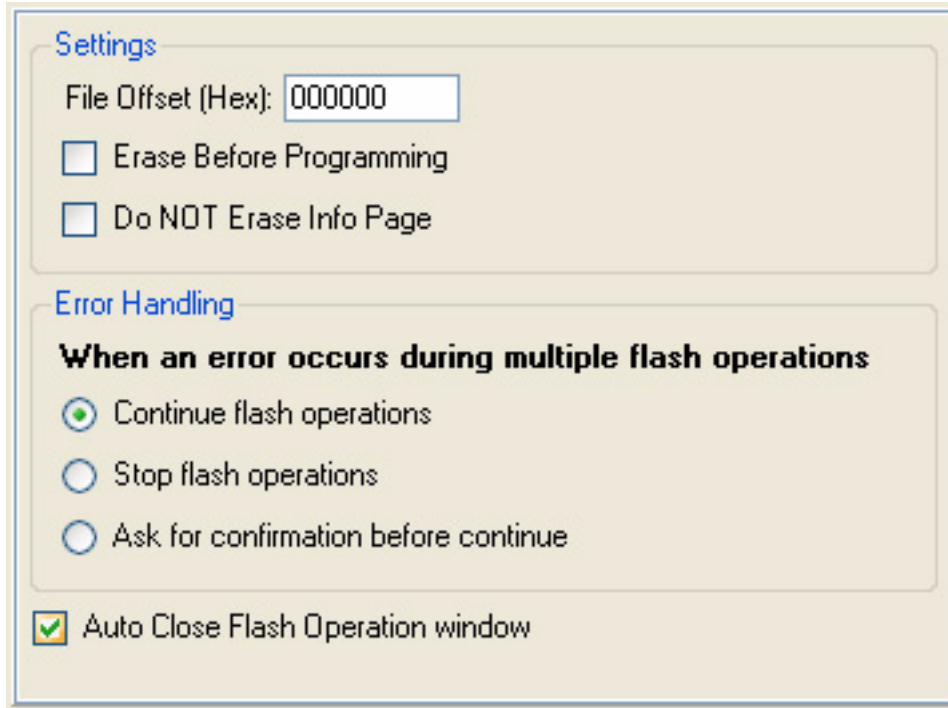 Settings
File Offset (Hex): 000000
Erase Before Programming
Do NOT Erase Info Page
Error Handling
When an error occurs during multiple flash operations
Continue flash operations
Stop flash operations
Ask for confirmation before continue
Auto Close Flash Operation window